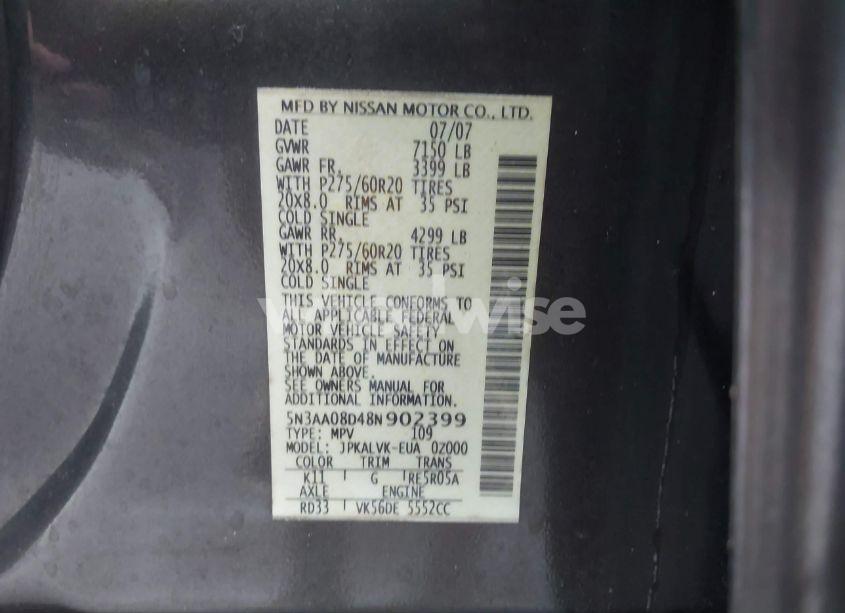 MFD BY NISSAN MOTOR CO., LTD.
DATE 07/07
GVWR 7150 LB
GAWR FR. 3399 LB
WITH P275/60R20 TIRES
20X8.0 RIMS AT 35 PSI
COLD SINGLE
GAWR RR. 4299 LB
WITH P275/60R20 TIRES
20X8.0 RIMS AT 35 PSI
COLD SINGLE
THIS VEHICLE CONFORMS TO
ALL APPLICABLE FEDERAL
MOTOR VEHICLE SAFETY
STANDARDS IN EFFECT ON
THE DATE OF MANUFACTURE
SHOWN ABOVE.
SEE OWNERS MANUAL FOR
ADDITIONAL INFORMATION.
5N3AA08D48N902399
TYPE: MPV 109
MODEL: JPKALVK-EUA 0Z000
COLOR TRIM TRANS
K11 G RE5R05A
AXLE ENGINE
RD33 VK56DE 5552CC